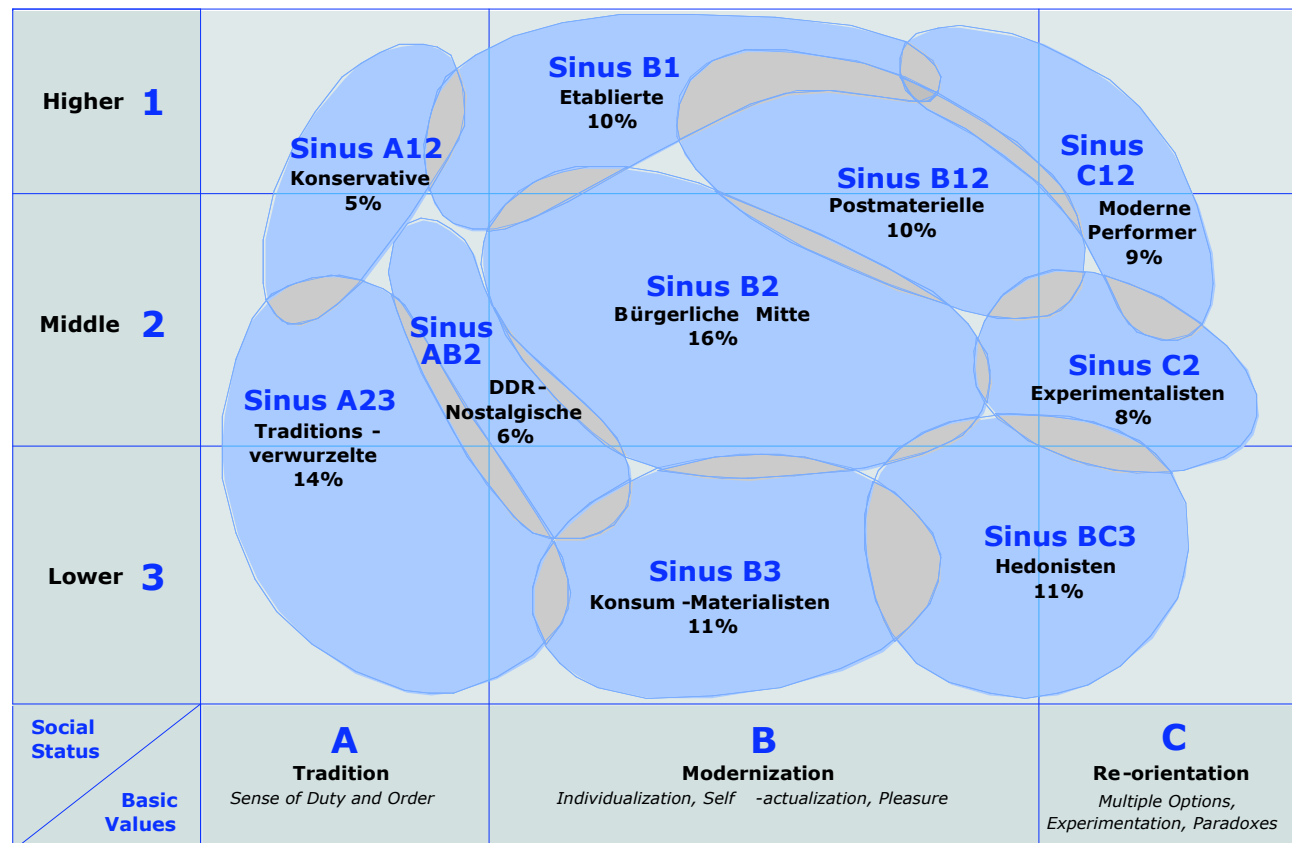 Higher 1
Sinus B1
Etablierte
10%
Sinus A12
Konservative
5%
Sinus B12
Postmaterielle
10%
Sinus
C12
Moderne
Performer
9%
Middle 2
Sinus
AB2
DDR-
Nostalgische
6%
Sinus B2
Bürgerliche Mitte
16%
Sinus C2
Experimentalisten
8%
Sinus A23
Traditions -
verwurzelte
14%
Lower 3
Sinus B3
Konsum -Materialisten
11%
Sinus BC3
Hedonisten
11%
Social
Status
Basic
Values
A
Tradition
Sense of Duty and Order
B
Modernization
Individualization, Self -actualization, Pleasure
C
Re-orientation
Multiple Options,
Experimentation, Paradoxes